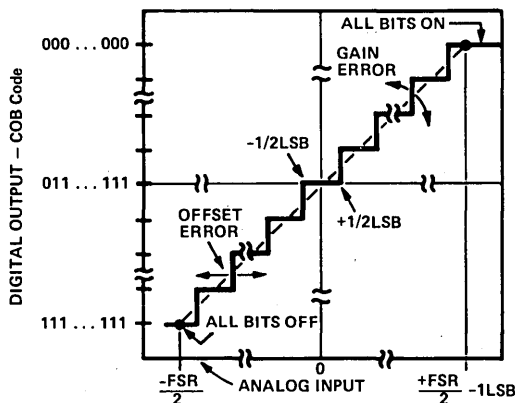 DIGITAL OUTPUT – COB Code
000 . . . 000
011 . . . 111
111 . . . 111
ALL BITS ON
GAIN
ERROR
-1/2LSB
+1/2LSB
OFFSET
ERROR
ALL BITS OFF
-FSR
2
ANALOG INPUT
0
+FSR
2
-1LSB